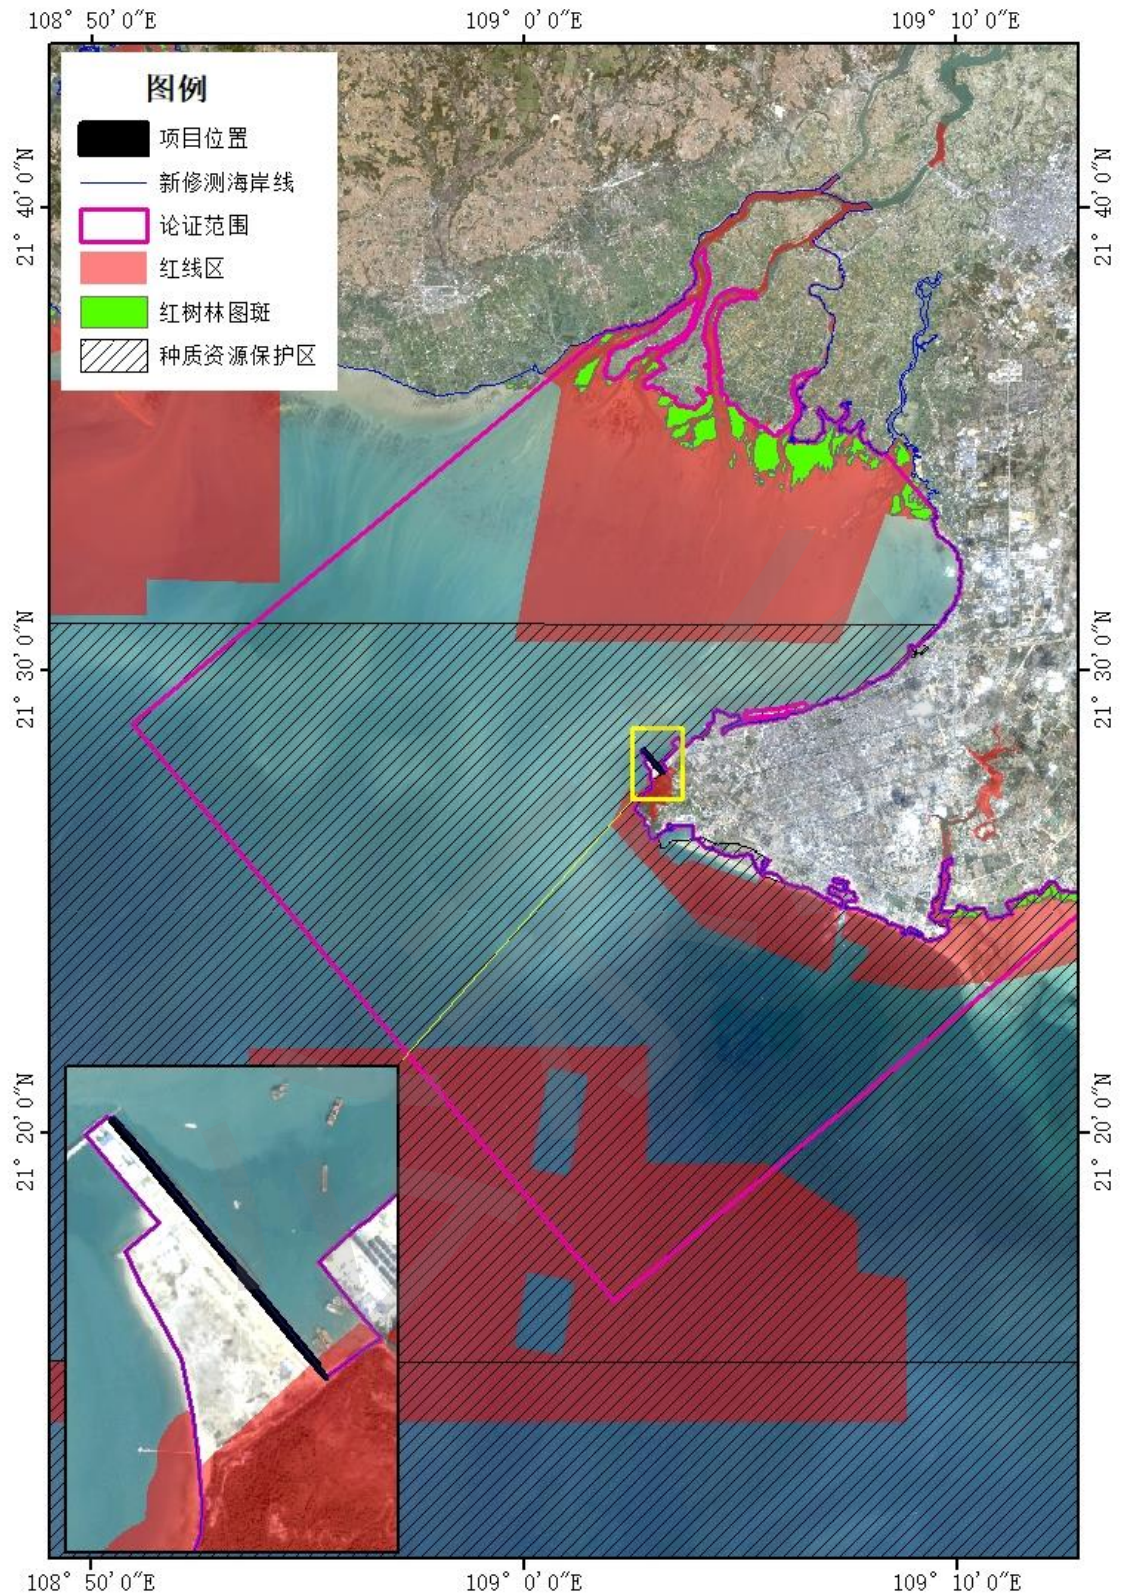 108° 50′ 0″E
109° 0′ 0″E
109° 10′ 0″E
图例
项目位置
新修测海岸线
论证范围
红线区
红树林图斑
种质资源保护区
21° 40′ 0″N
21° 40′ 0″N
21° 30′ 0″N
21° 30′ 0″N
21° 20′ 0″N
21° 20′ 0″N
108° 50′ 0″E
109° 0′ 0″E
109° 10′ 0″E